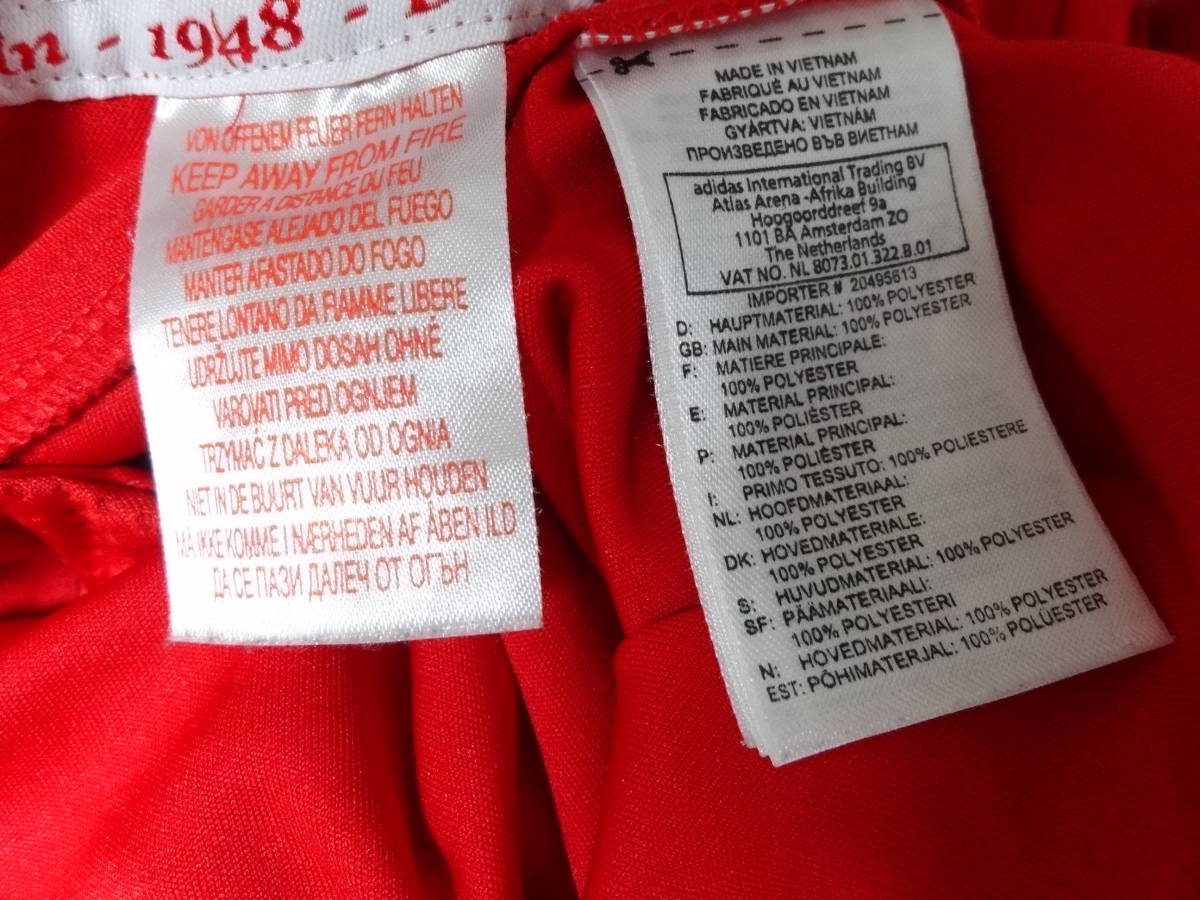 - 1948 -
VON OFFENEM FEUER FERN HALTEN
KEEP AWAY FROM FIRE
GARDER A DISTANCE DU FEU
MANTÉNGASE ALEJADO DEL FUEGO
MANTER AFASTADO DO FOGO
TENERE LONTANO DA FIAMME LIBERE
UDRŽUJTE MIMO DOSAH OHNĚ
VAROVATI PRED OGNJEM
TRZYMAĆ Z DALEKA OD OGNIA
NIET IN DE BUURT VAN VUUR HOUDEN
MÅ IKKE KOMME I NÆRHEDEN AF ÅBEN ILD
ДА СЕ ПАЗИ ДАЛЕЧ ОТ ОГЪН
MADE IN VIETNAM
FABRIQUÉ AU VIETNAM
FABRICADO EN VIETNAM
GYÁRTVA: VIETNÁM
ПРОИЗВЕДЕНО ВЪВ ВИЕТНАМ
adidas International Trading BV
Atlas Arena -Afrika Building
Hoogoorddreef 9a
1101 BA Amsterdam ZO
The Netherlands
VAT NO. NL 8073.01.322.B.01
IMPORTER # 20495613
D: HAUPTMATERIAL: 100% POLYESTER
GB: MAIN MATERIAL: 100% POLYESTER
F: MATIERE PRINCIPALE:
100% POLYESTER
E: MATERIAL PRINCIPAL:
100% POLIÉSTER
P: MATERIAL PRINCIPAL:
100% POLIÉSTER
I: PRIMO TESSUTO: 100% POLIESTERE
NL: HOOFDMATERIAAL:
100% POLYESTER
DK: HOVEDMATERIALE:
100% POLYESTER
S: HUVUDMATERIAL: 100% POLYESTER
SF: PÄÄMATERIAALI:
100% POLYESTERI
N: HOVEDMATERIAL: 100% POLYESTER
EST: PÕHIMATERJAL: 100% POLÜESTER